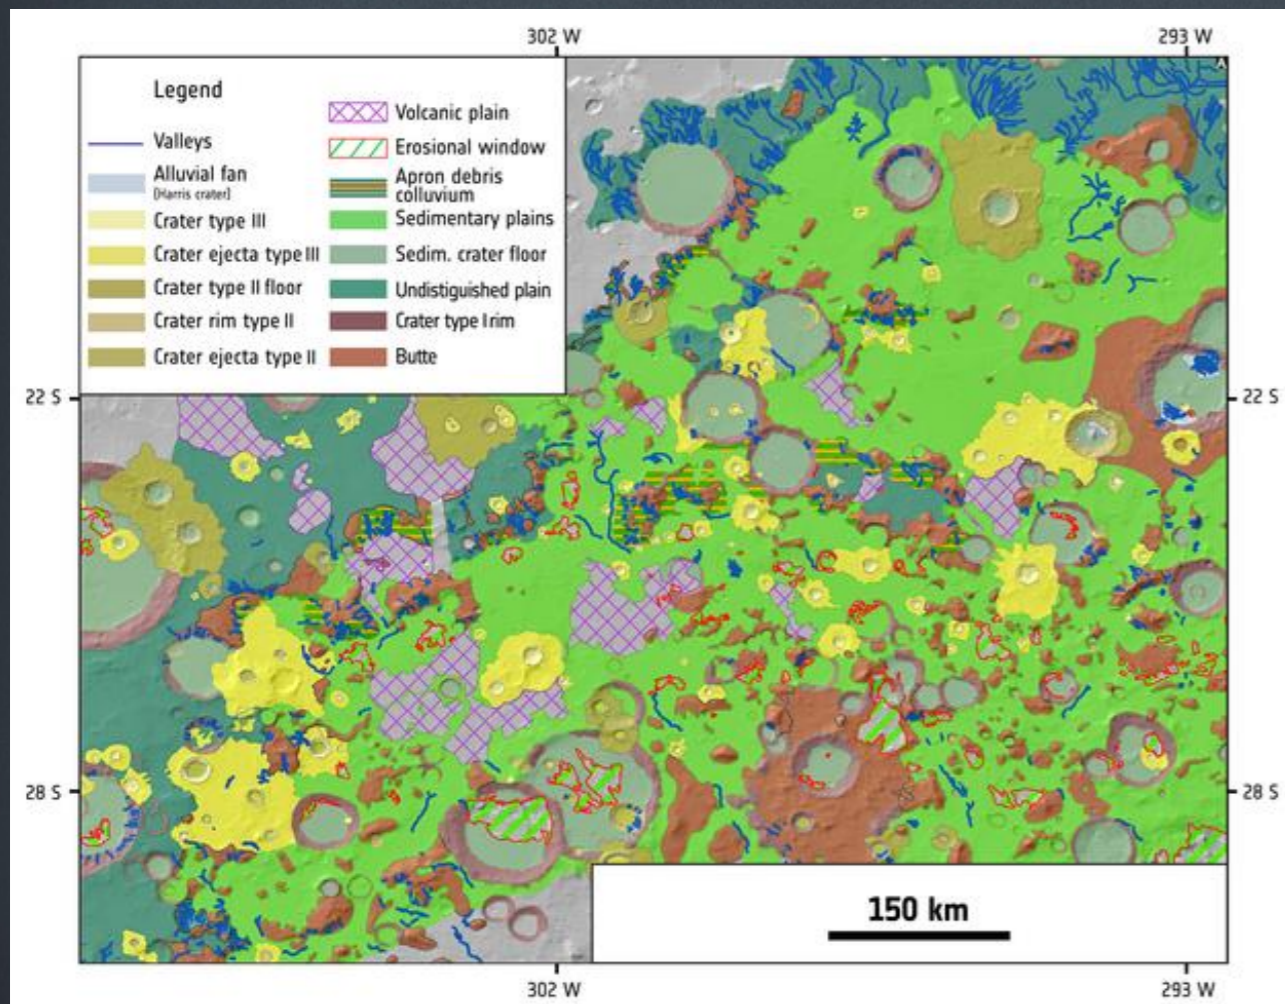 302 W
293 W
A
Legend
Valleys
Alluvial fan
[Harris crater]
Crater type III
Crater ejecta type III
Crater type II floor
Crater rim type II
Crater ejecta type II
Volcanic plain
Erosional window
Apron debris
colluvium
Sedimentary plains
Sedim. crater floor
Undistiguished plain
Crater type I rim
Butte
22 S
22 S
28 S
28 S
150 km
302 W
293 W